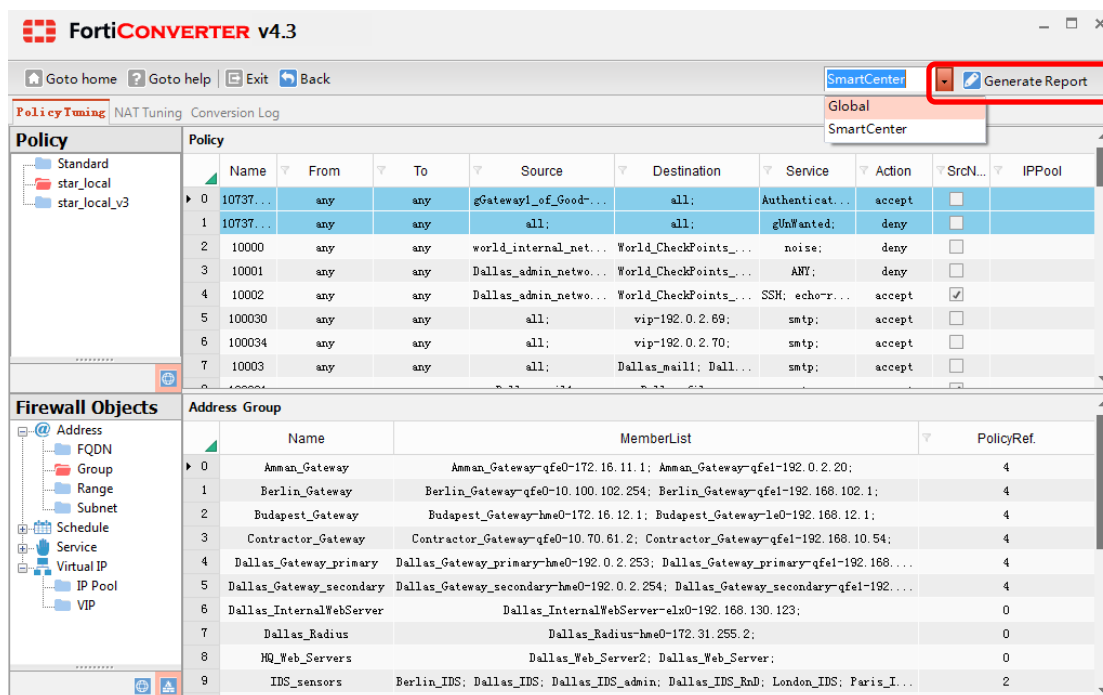 FortiConverter v4.3
Goto home Goto help Exit Back SmartCenter Generate Report
Global
SmartCenter
PolicyTuning NAT Tuning Conversion Log
Policy
Standard
star_local
star_local_v3
Policy
Name From To Source Destination Service Action SrcN... IPPool
0 10737... any any gGateway1_of_Good-... all; Authenticat... accept
1 10737... any any all; all; gUnWanted; deny
2 10000 any any world_internal_net... World_CheckPoints_... noise; deny
3 10001 any any Dallas_admin_netwo... World_CheckPoints_... ANY; deny
4 10002 any any Dallas_admin_netwo... World_CheckPoints_... SSH; echo-r... accept
5 100030 any any all; vip-192.0.2.69; smtp; accept
6 100034 any any all; vip-192.0.2.70; smtp; accept
7 10003 any any all; Dallas_mail1; Dall... smtp; accept
Firewall Objects
Address
FQDN
Group
Range
Subnet
Schedule
Service
Virtual IP
IP Pool
VIP
Address Group
Name MemberList PolicyRef.
0 Amman_Gateway Amman_Gateway-qfe0-172.16.11.1; Amman_Gateway-qfe1-192.0.2.20; 4
1 Berlin_Gateway Berlin_Gateway-qfe0-10.100.102.254; Berlin_Gateway-qfe1-192.168.102.1; 4
2 Budapest_Gateway Budapest_Gateway-hme0-172.16.12.1; Budapest_Gateway-le0-192.168.12.1; 4
3 Contractor_Gateway Contractor_Gateway-qfe0-10.70.61.2; Contractor_Gateway-qfe1-192.168.10.54; 4
4 Dallas_Gateway_primary Dallas_Gateway_primary-hme0-192.0.2.253; Dallas_Gateway_primary-qfe1-192.168.... 4
5 Dallas_Gateway_secondary Dallas_Gateway_secondary-hme0-192.0.2.254; Dallas_Gateway_secondary-qfe1-192.... 4
6 Dallas_InternalWebServer Dallas_InternalWebServer-elx0-192.168.130.123; 0
7 Dallas_Radius Dallas_Radius-hme0-172.31.255.2; 0
8 HQ_Web_Servers Dallas_Web_Server2; Dallas_Web_Server; 0
9 IDS_sensors Berlin_IDS; Dallas_IDS; Dallas_IDS_admin; Dallas_IDS_RnD; London_IDS; Paris_I... 2